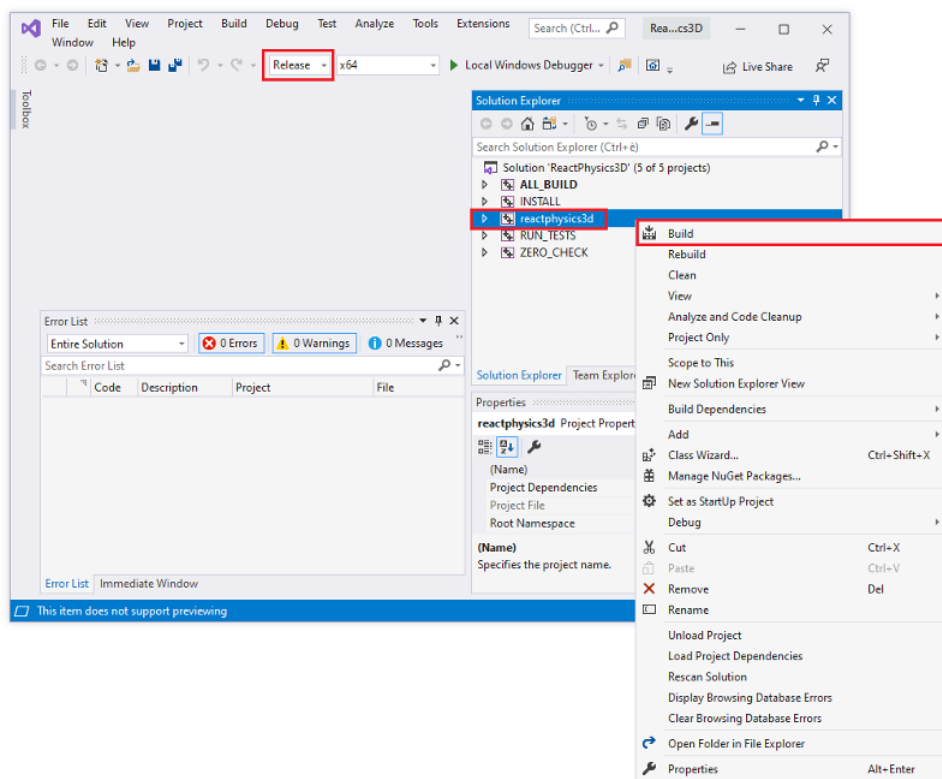 File Edit View Project Build Debug Test Analyze Tools Extensions Search (Ctrl... Rea...cs3D
Window Help
Release x64 Local Windows Debugger Live Share
Toolbox
Solution Explorer
Search Solution Explorer (Ctrl+è)
Solution 'ReactPhysics3D' (5 of 5 projects)
ALL_BUILD
INSTALL
reactphysics3d
RUN_TESTS
ZERO_CHECK
Solution Explorer Team Explore
Error List
Entire Solution 0 Errors 0 Warnings 0 Messages
Search Error List
Code Description Project File
Error List Immediate Window
Properties
reactphysics3d Project Propert
(Name)
Project Dependencies
Project File
Root Namespace
(Name)
Specifies the project name.
This item does not support previewing
Build
Rebuild
Clean
View
Analyze and Code Cleanup
Project Only
Scope to This
New Solution Explorer View
Build Dependencies
Add
Class Wizard... Ctrl+Shift+X
Manage NuGet Packages...
Set as StartUp Project
Debug
Cut Ctrl+X
Paste Ctrl+V
Remove Del
Rename
Unload Project
Load Project Dependencies
Rescan Solution
Display Browsing Database Errors
Clear Browsing Database Errors
Open Folder in File Explorer
Properties Alt+Enter